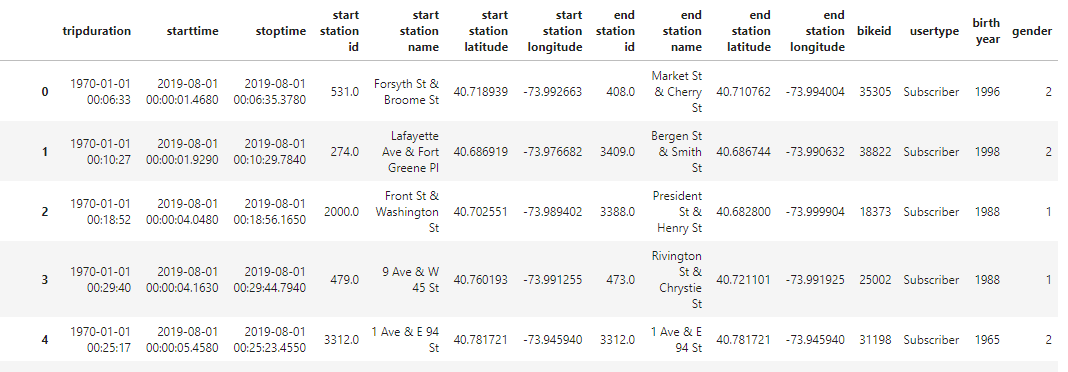 tripduration starttime stoptime start station id start station name start station latitude start station longitude end station id end station name end station latitude end station longitude bikeid usertype birth year gender
0 1970-01-01 00:06:33 2019-08-01 00:00:01.4680 2019-08-01 00:06:35.3780 531.0 Forsyth St & Broome St 40.718939 -73.992663 408.0 Market St & Cherry St 40.710762 -73.994004 35305 Subscriber 1996 2
1 1970-01-01 00:10:27 2019-08-01 00:00:01.9290 2019-08-01 00:10:29.7840 274.0 Lafayette Ave & Fort Greene Pl 40.686919 -73.976682 3409.0 Bergen St & Smith St 40.686744 -73.990632 38822 Subscriber 1998 2
2 1970-01-01 00:18:52 2019-08-01 00:00:04.0480 2019-08-01 00:18:56.1650 2000.0 Front St & Washington St 40.702551 -73.989402 3388.0 President St & Henry St 40.682800 -73.999904 18373 Subscriber 1988 1
3 1970-01-01 00:29:40 2019-08-01 00:00:04.1630 2019-08-01 00:29:44.7940 479.0 9 Ave & W 45 St 40.760193 -73.991255 473.0 Rivington St & Chrystie St 40.721101 -73.991925 25002 Subscriber 1988 1
4 1970-01-01 00:25:17 2019-08-01 00:00:05.4580 2019-08-01 00:25:23.4550 3312.0 1 Ave & E 94 St 40.781721 -73.945940 3312.0 1 Ave & E 94 St 40.781721 -73.945940 31198 Subscriber 1965 2